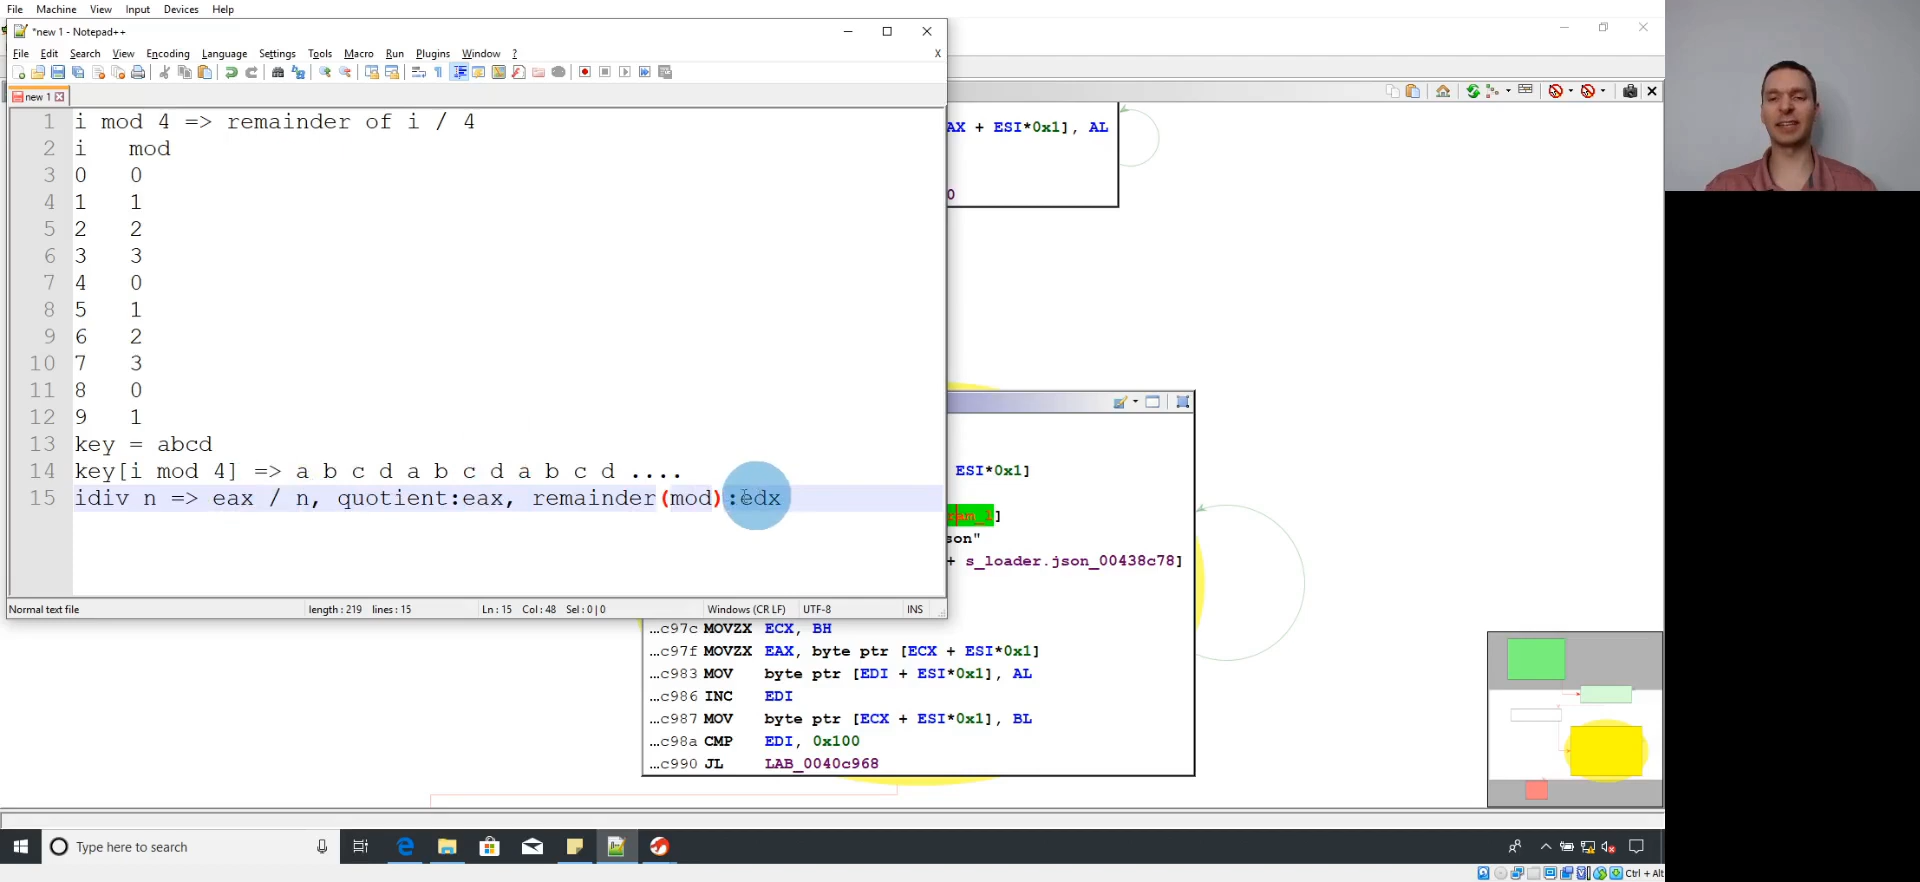 File Machine View Input Devices Help
*new 1 - Notepad++
File Edit Search View Encoding Language Settings Tools Macro Run Plugins Window ? X
new 1
1 i mod 4 => remainder of i / 4
2 i mod
3 0 0
4 1 1
5 2 2
6 3 3
7 4 0
8 5 1
9 6 2
10 7 3
11 8 0
12 9 1
13 key = abcd
14 key[i mod 4] => a b c d a b c d a b c d ....
15 idiv n => eax / n, quotient:eax, remainder(mod):edx
Normal text file length : 219 lines : 15 Ln : 15 Col : 48 Sel : 0 | 0 Windows (CR LF) UTF-8 INS
AX + ESI*0x1], AL
0
ESI*0x1]
ram_1]
son"
+ s_loader.json_00438c78]
...c97c MOVZX ECX, BH
...c97f MOVZX EAX, byte ptr [ECX + ESI*0x1]
...c983 MOV byte ptr [EDI + ESI*0x1], AL
...c986 INC EDI
...c987 MOV byte ptr [ECX + ESI*0x1], BL
...c98a CMP EDI, 0x100
...c990 JL LAB_0040c968
Type here to search
Ctrl + Alt